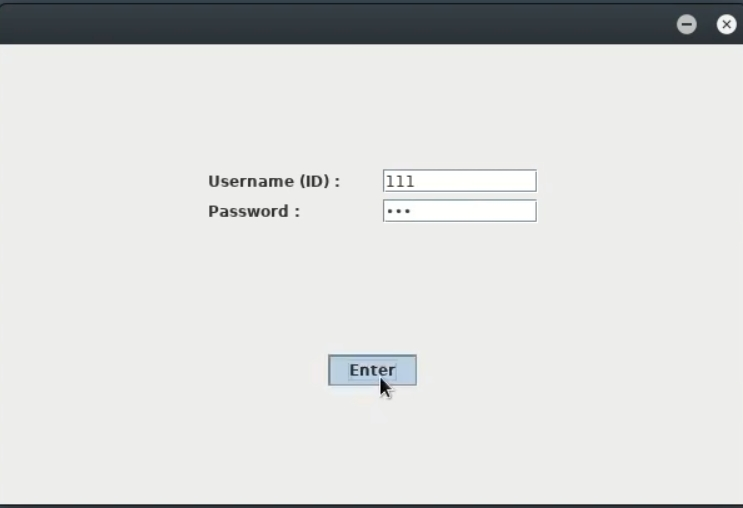 Username (ID) : 111
Password : •••
Enter